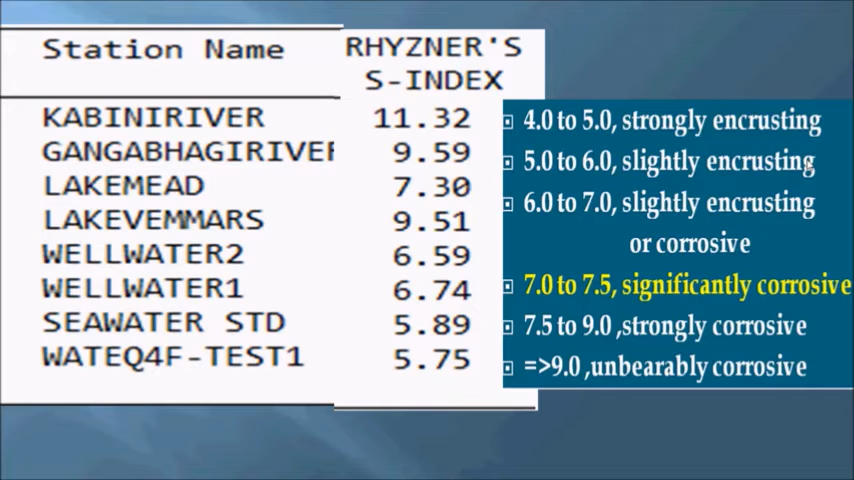 Station Name RHYZNER'S
S-INDEX
KABINIRIVER 11.32
GANGABHAGIRIVER 9.59
LAKEMEAD 7.30
LAKEVEMMARS 9.51
WELLWATER2 6.59
WELLWATER1 6.74
SEAWATER STD 5.89
WATEQ4F-TEST1 5.75
4.0 to 5.0, strongly encrusting
5.0 to 6.0, slightly encrusting
6.0 to 7.0, slightly encrusting
or corrosive
7.0 to 7.5, significantly corrosive
7.5 to 9.0 ,strongly corrosive
=>9.0 ,unbearably corrosive